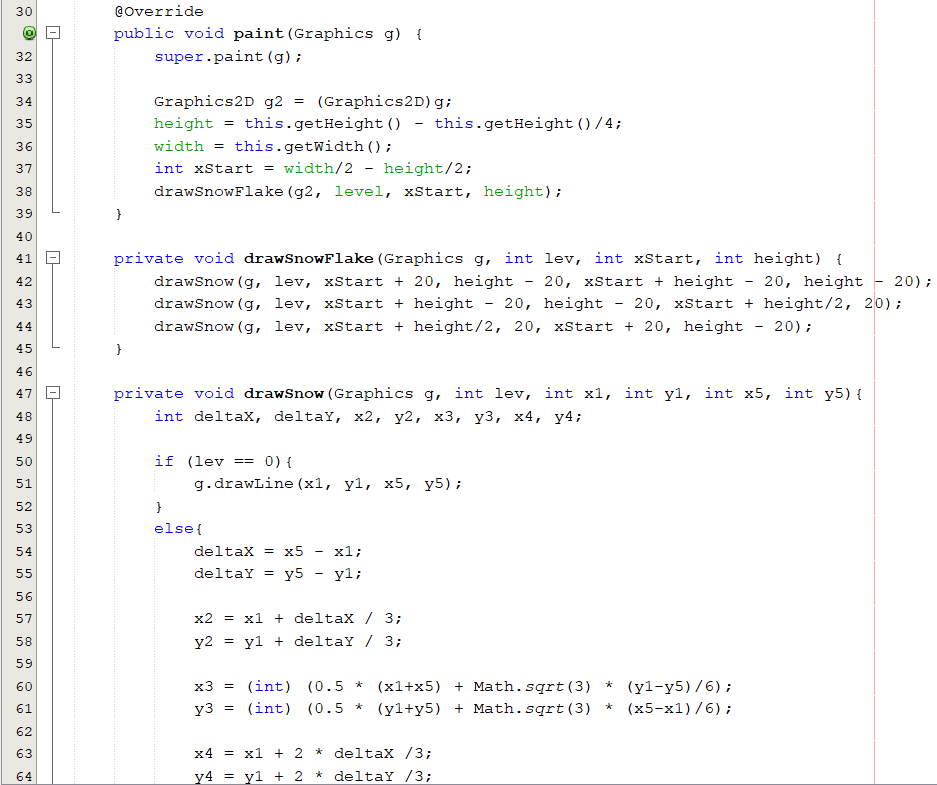 30 @Override
public void paint(Graphics g) {
32 super.paint(g);
33
34 Graphics2D g2 = (Graphics2D)g;
35 height = this.getHeight() - this.getHeight()/4;
36 width = this.getWidth();
37 int xStart = width/2 - height/2;
38 drawSnowFlake(g2, level, xStart, height);
39 }
40
41 private void drawSnowFlake(Graphics g, int lev, int xStart, int height) {
42 drawSnow(g, lev, xStart + 20, height - 20, xStart + height - 20, height - 20);
43 drawSnow(g, lev, xStart + height - 20, height - 20, xStart + height/2, 20);
44 drawSnow(g, lev, xStart + height/2, 20, xStart + 20, height - 20);
45 }
46
47 private void drawSnow(Graphics g, int lev, int x1, int y1, int x5, int y5){
48 int deltaX, deltaY, x2, y2, x3, y3, x4, y4;
49
50 if (lev == 0){
51 g.drawLine(x1, y1, x5, y5);
52 }
53 else{
54 deltaX = x5 - x1;
55 deltaY = y5 - y1;
56
57 x2 = x1 + deltaX / 3;
58 y2 = y1 + deltaY / 3;
59
60 x3 = (int) (0.5 * (x1+x5) + Math.sqrt(3) * (y1-y5)/6);
61 y3 = (int) (0.5 * (y1+y5) + Math.sqrt(3) * (x5-x1)/6);
62
63 x4 = x1 + 2 * deltaX /3;
64 y4 = y1 + 2 * deltaY /3;